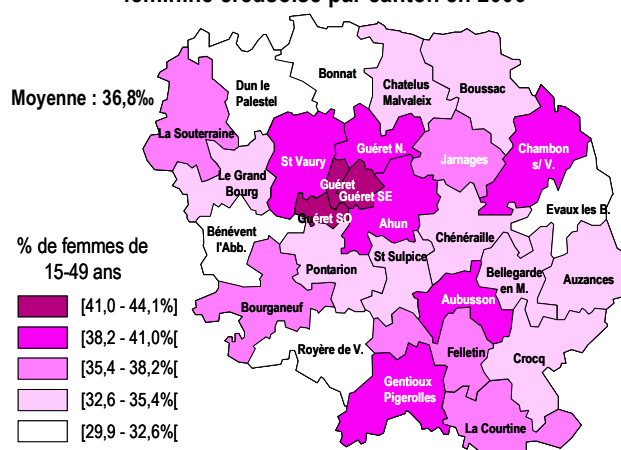 féminine creusoise par canton en 2006
Bonnat
Dun le
Palestel
Chatelus
Malvaleix
Boussac
Moyenne : 36,8‰
La Souterraine
St Vaury
Guéret N.
Jarnages
Chambon
s/ V.
Le Grand
Bourg
Guéret
Guéret SE
Guéret SO
Evaux les B.
Bénévent
l'Abb.
Ahun
Chénéraille
% de femmes de
15-49 ans
Pontarion
St Sulpice
Bellegarde
en M.
Auzances
[41,0 - 44,1%]
Bourganeuf
Aubusson
[38,2 - 41,0%[
Royère de V.
Felletin
Crocq
[35,4 - 38,2%[
Gentioux
Pigerolles
[32,6 - 35,4%[
La Courtine
[29,9 - 32,6%[